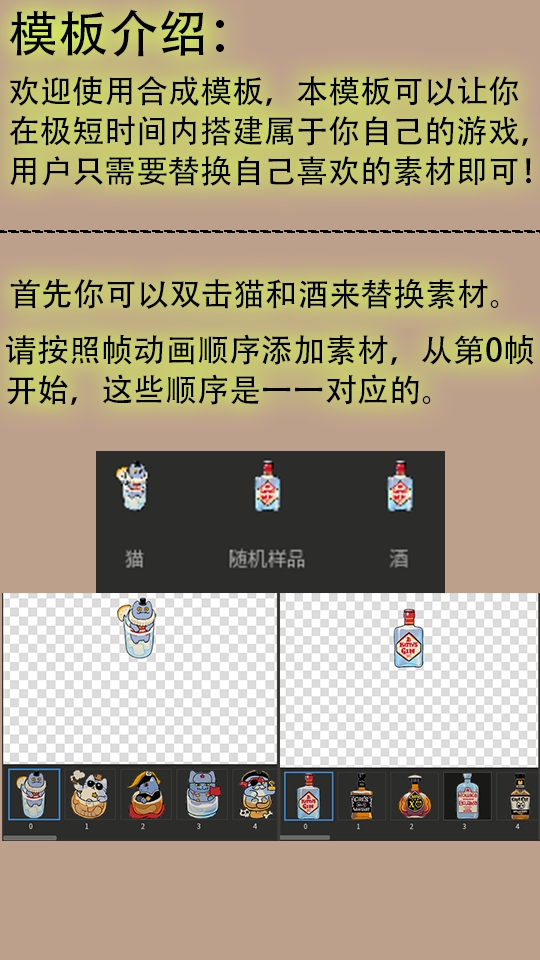 模板介绍：
欢迎使用合成模板，本模板可以让你
在极短时间内搭建属于你自己的游戏，
用户只需要替换自己喜欢的素材即可！
首先你可以双击猫和酒来替换素材。
请按照帧动画顺序添加素材，从第0帧
开始，这些顺序是一一对应的。
猫 随机样品 酒
GIN
GIN XO
0 1 2 3 4 0 1 2 3 4